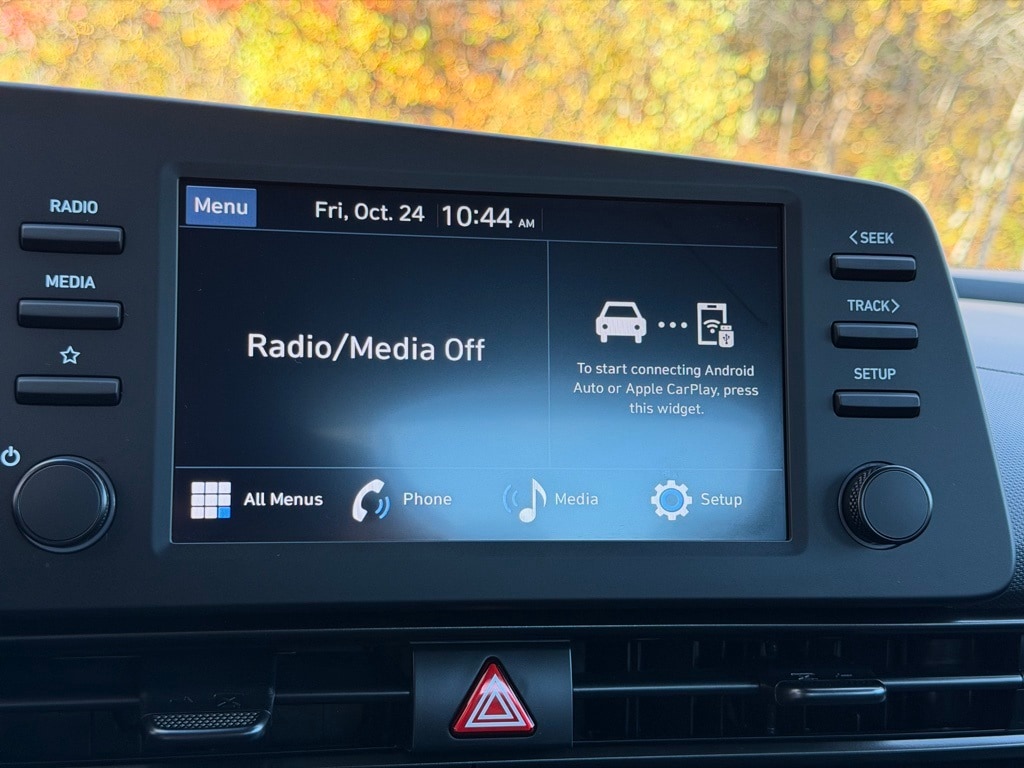 RADIO
MEDIA
Menu
Fri, Oct. 24
10:44 AM
Radio/Media Off
To start connecting Android
Auto or Apple CarPlay, press
this widget.
All Menus
Phone
Media
Setup
<SEEK
TRACK>
SETUP